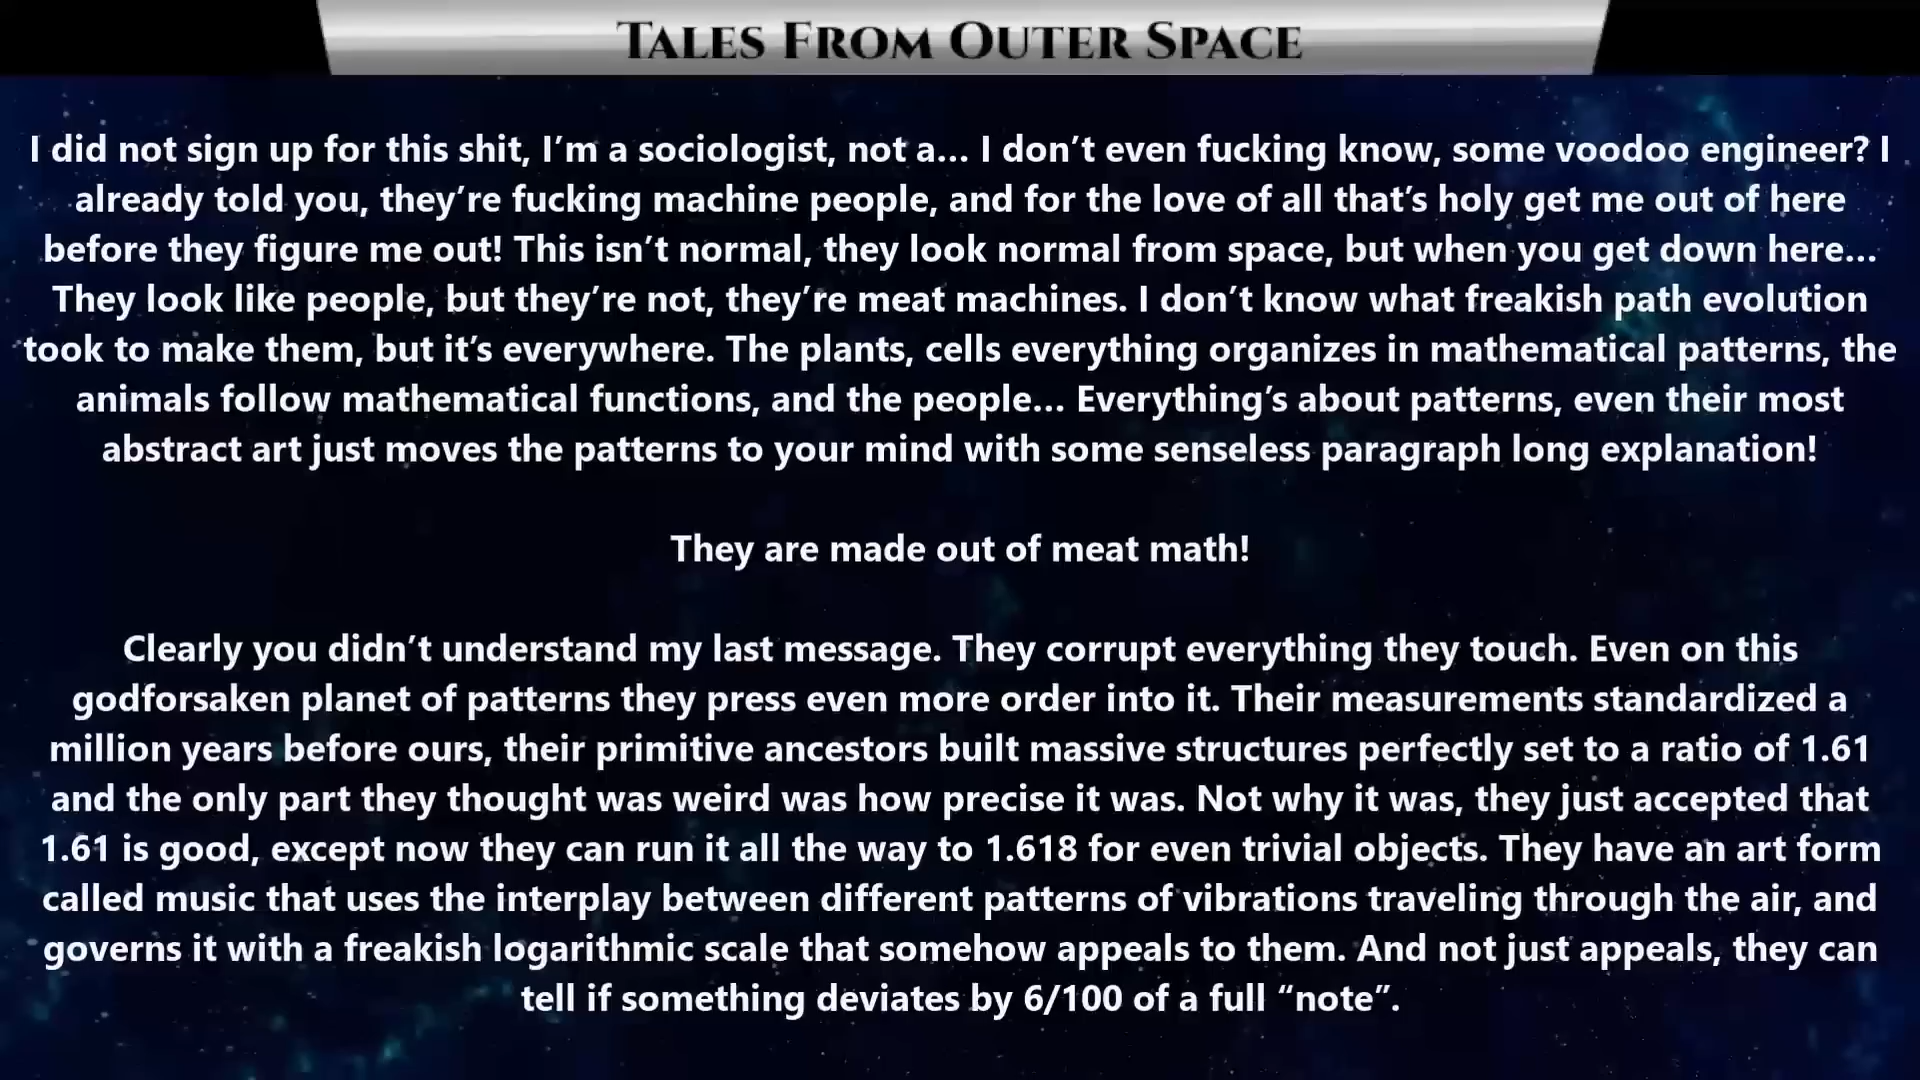 Tales From Outer Space
I did not sign up for this shit, I’m a sociologist, not a… I don’t even fucking know, some voodoo engineer? I
already told you, they’re fucking machine people, and for the love of all that’s holy get me out of here
before they figure me out! This isn’t normal, they look normal from space, but when you get down here…
They look like people, but they’re not, they’re meat machines. I don’t know what freakish path evolution
took to make them, but it’s everywhere. The plants, cells everything organizes in mathematical patterns, the
animals follow mathematical functions, and the people… Everything’s about patterns, even their most
abstract art just moves the patterns to your mind with some senseless paragraph long explanation!
They are made out of meat math!
Clearly you didn’t understand my last message. They corrupt everything they touch. Even on this
godforsaken planet of patterns they press even more order into it. Their measurements standardized a
million years before ours, their primitive ancestors built massive structures perfectly set to a ratio of 1.61
and the only part they thought was weird was how precise it was. Not why it was, they just accepted that
1.61 is good, except now they can run it all the way to 1.618 for even trivial objects. They have an art form
called music that uses the interplay between different patterns of vibrations traveling through the air, and
governs it with a freakish logarithmic scale that somehow appeals to them. And not just appeals, they can
tell if something deviates by 6/100 of a full “note”.